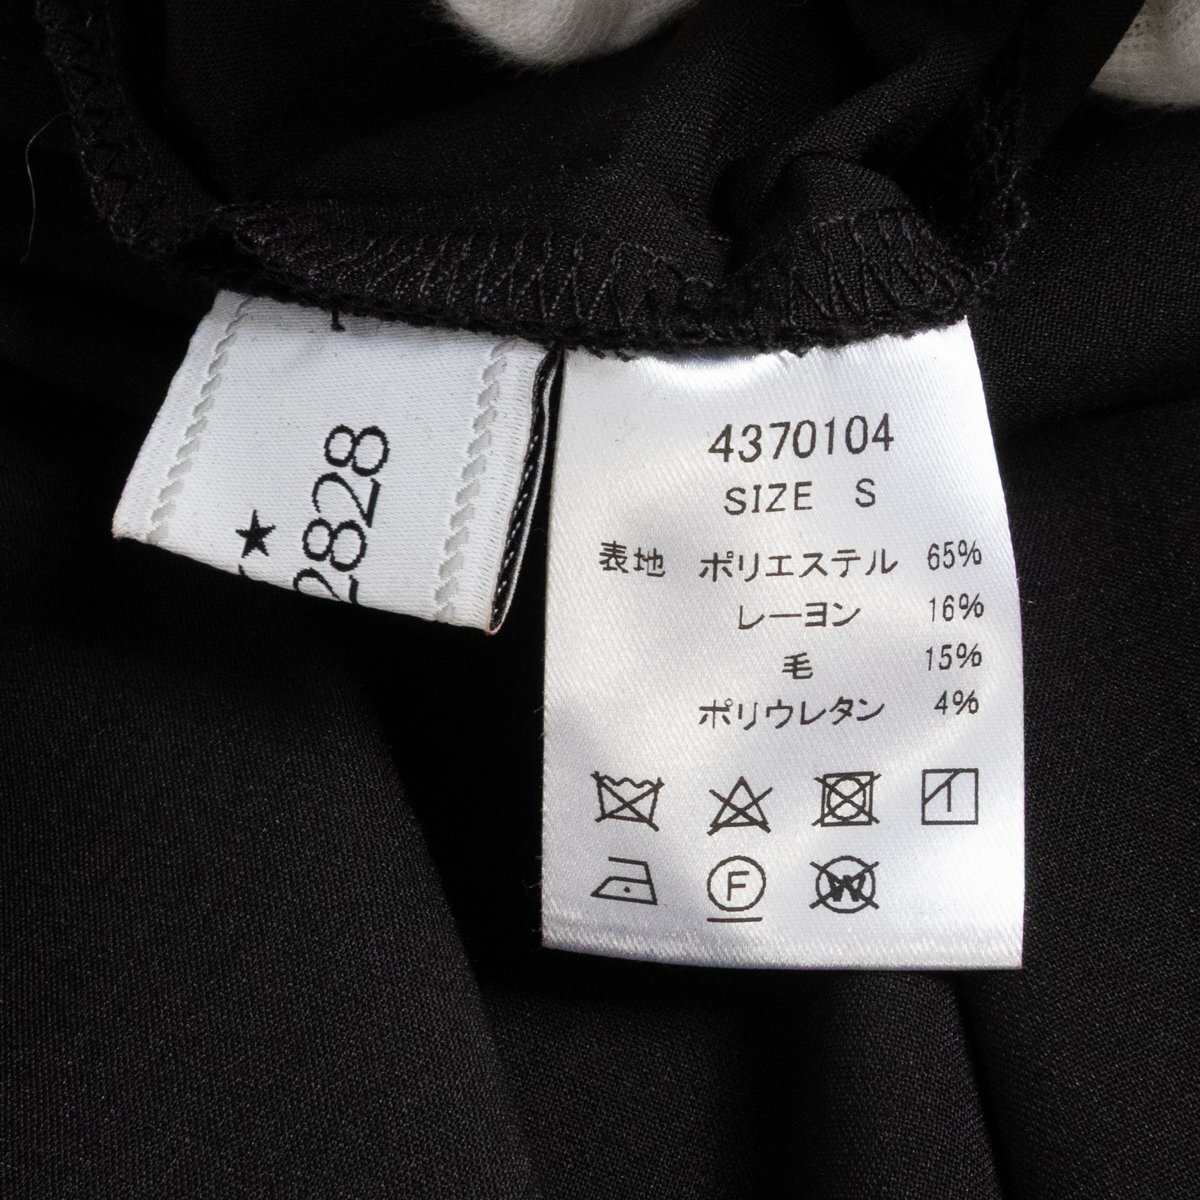 ★
2828
4370104
SIZE S
表地 ポリエステル 65%
レーヨン 16%
毛 15%
ポリウレタン 4%
F
W